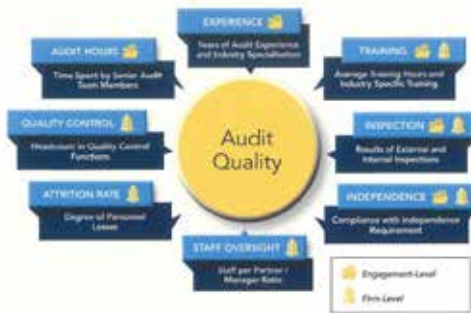 EXPERIENCE
Years of Audit Experience
and Industry Specialisation
AUDIT HOURS
Time Spent by Senior Audit
Team Members
TRAINING
Average Training Hours and
Industry Specific Training
QUALITY CONTROL
Headcount in Quality Control
Functions
Audit
Quality
INSPECTION
Results of External and
Internal Inspections
ATTRITION RATE
Degree of Personnel
Losses
INDEPENDENCE
Compliance with Independence
Requirement
STAFF OVERSIGHT
Staff per Partner /
Manager Ratio
Engagement-Level
Firm-Level